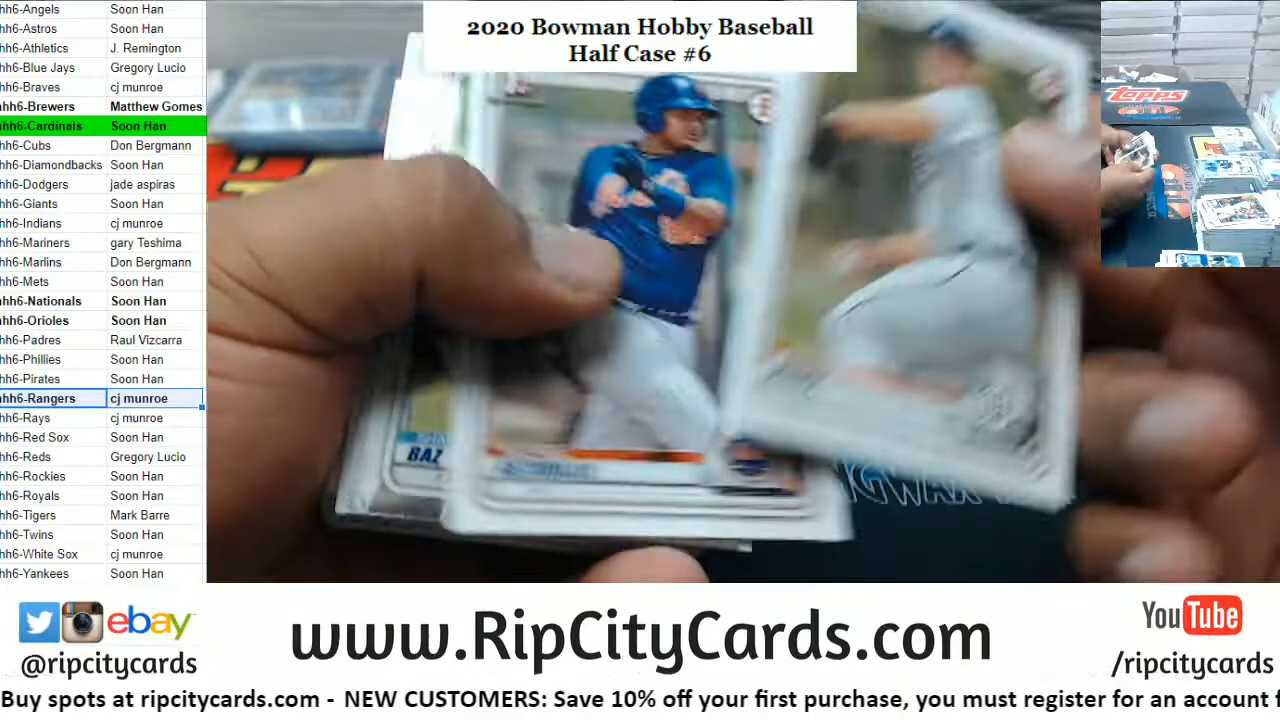 2020 Bowman Hobby Baseball
Half Case #6
hh6-Angels Soon Han
hh6-Astros Soon Han
hh6-Athletics J. Remington
hh6-Blue Jays Gregory Lucio
hh6-Braves cj munroe
hh6-Brewers Matthew Gomes
hh6-Cardinals Soon Han
hh6-Cubs Don Bergmann
hh6-Diamondbacks Soon Han
hh6-Dodgers jade aspiras
hh6-Giants Soon Han
hh6-Indians cj munroe
hh6-Mariners gary Teshima
hh6-Marlins Don Bergmann
hh6-Mets Soon Han
hh6-Nationals Soon Han
hh6-Orioles Soon Han
hh6-Padres Raul Vizcarra
hh6-Phillies Soon Han
hh6-Pirates Soon Han
hh6-Rangers cj munroe
hh6-Rays cj munroe
hh6-Red Sox Soon Han
hh6-Reds Gregory Lucio
hh6-Rockies Soon Han
hh6-Royals Soon Han
hh6-Tigers Mark Barre
hh6-Twins Soon Han
hh6-White Sox cj munroe
hh6-Yankees Soon Han
topps
BAZ
GWAX
ebay
@ripcitycards
www.RipCityCards.com
YouTube
/ripcitycards
Buy spots at ripcitycards.com - NEW CUSTOMERS: Save 10% off your first purchase, you must register for an account f